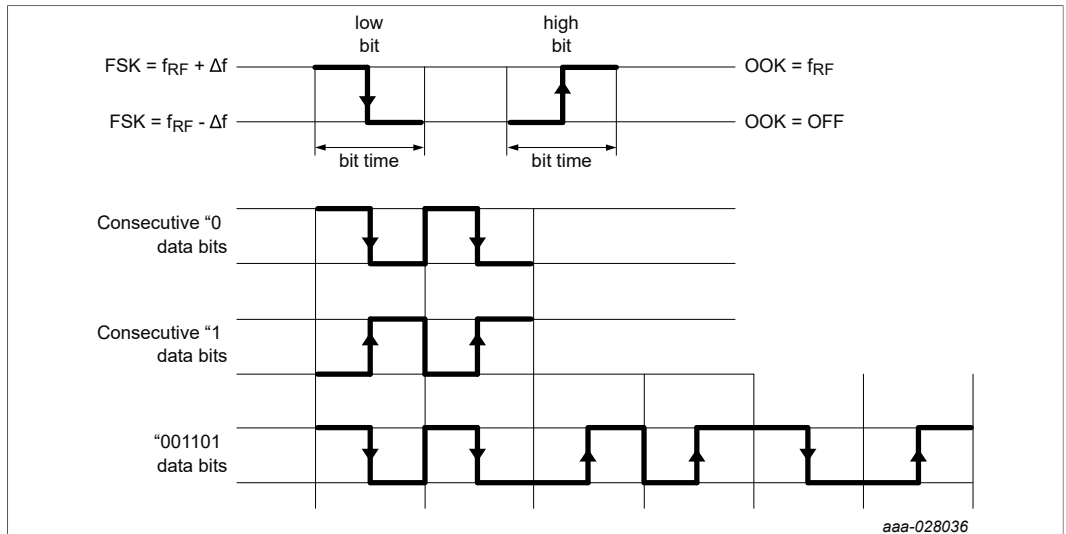 low
bit
high
bit
FSK = fRF + Δf
OOK = fRF
FSK = fRF - Δf
OOK = OFF
bit time
bit time
Consecutive “0
data bits
Consecutive “1
data bits
“001101
data bits
aaa-028036